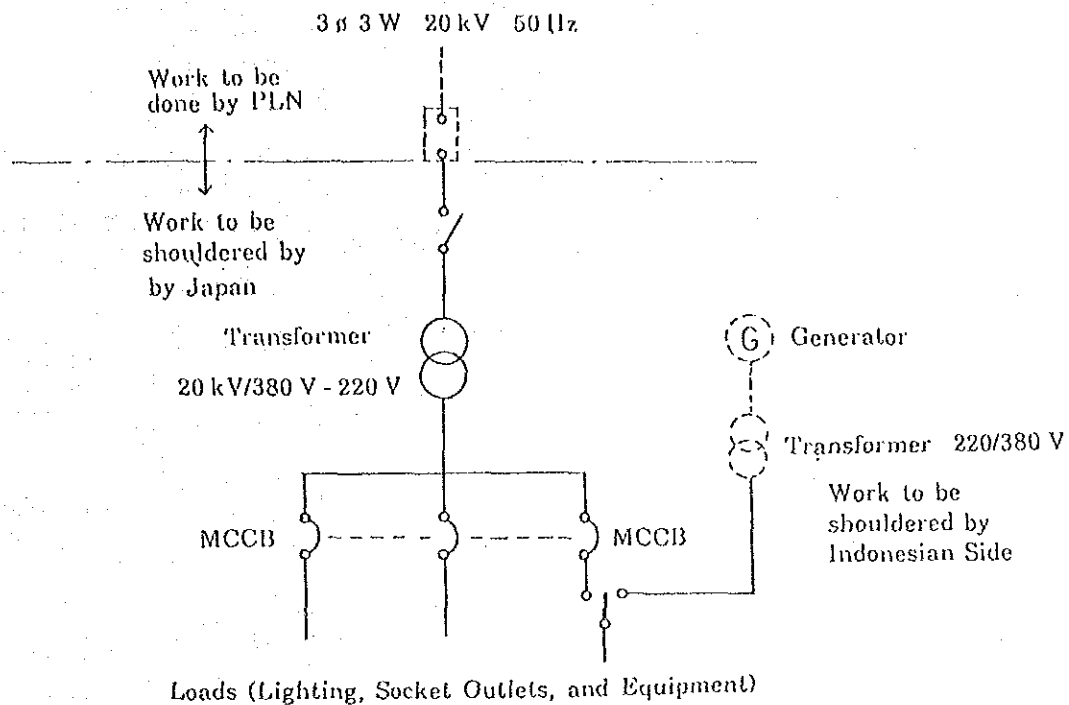 3 ø 3 W 20 kV 50 Hz
Work to be
done by PLN
Work to be
shouldered by
by Japan
Transformer
20 kV/380 V - 220 V
G Generator
Transformer 220/380 V
Work to be
shouldered by
Indonesian Side
MCCB
MCCB
Loads (Lighting, Socket Outlets, and Equipment)